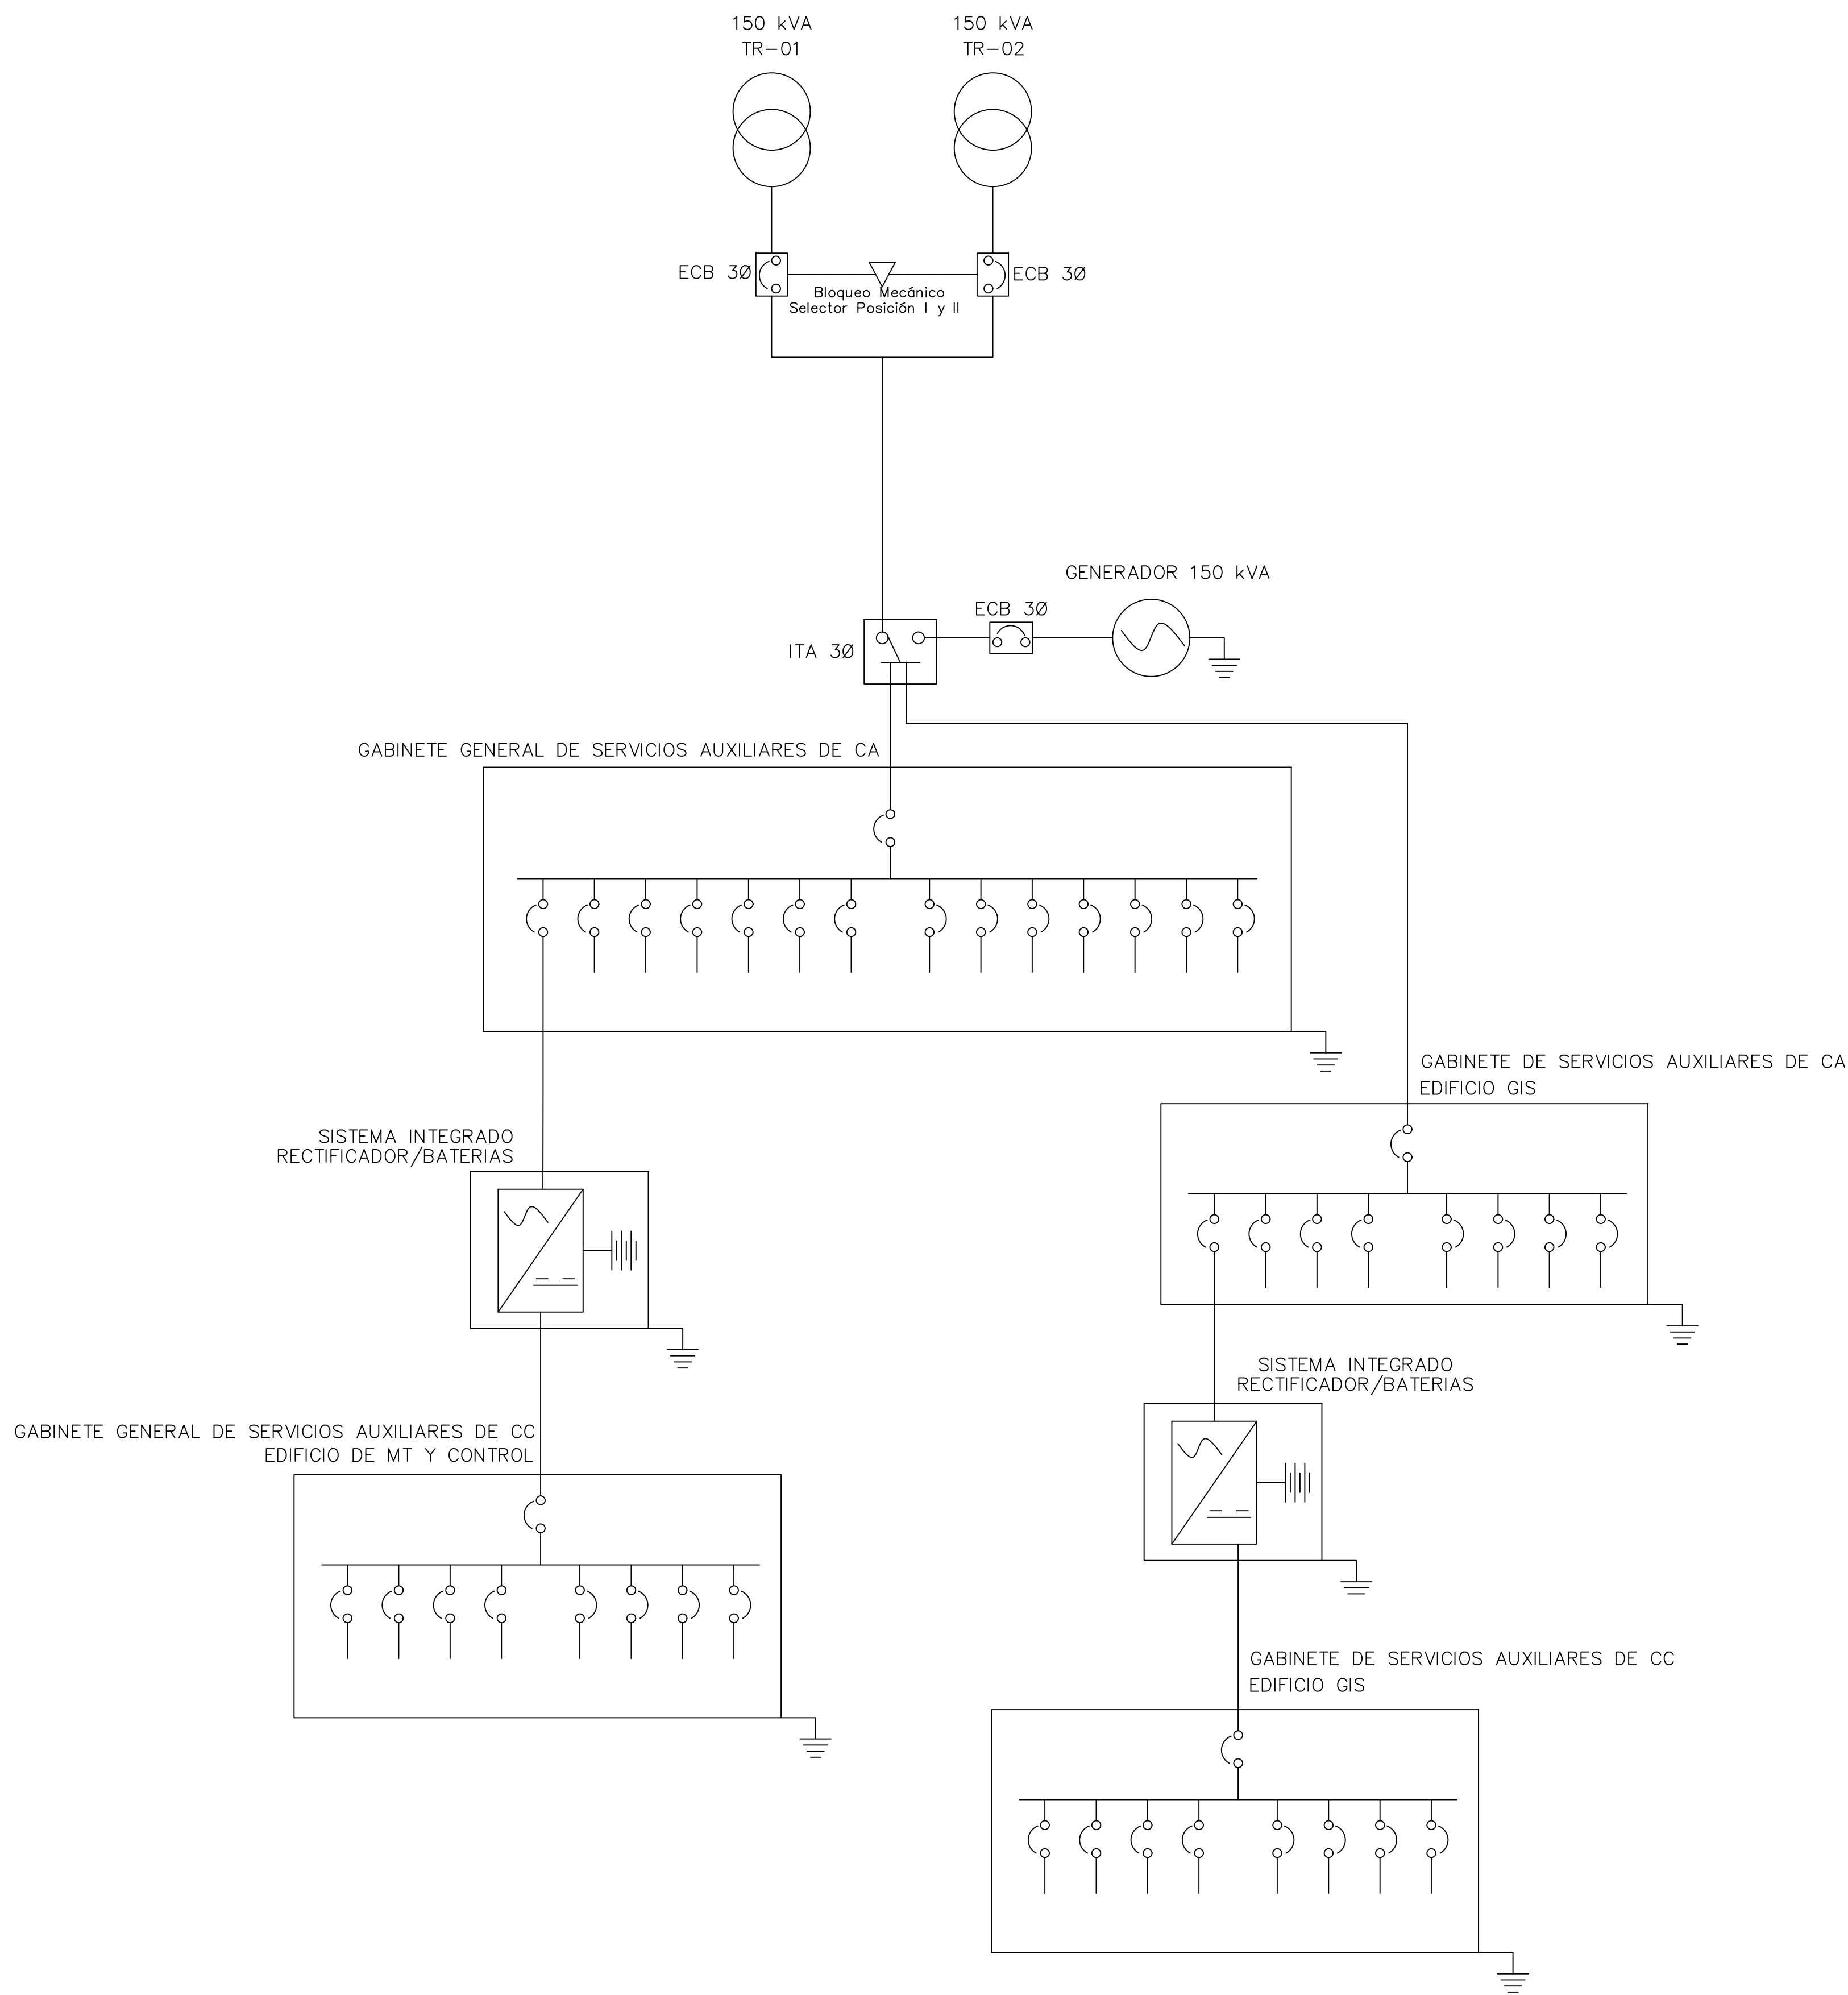 150 kVA
TR-01
150 kVA
TR-02
ECB 3Ø
ECB 3Ø
Bloqueo Mecánico
Selector Posición I y II
GENERADOR 150 kVA
ECB 3Ø
ITA 3Ø
GABINETE GENERAL DE SERVICIOS AUXILIARES DE CA
GABINETE DE SERVICIOS AUXILIARES DE CA
EDIFICIO GIS
SISTEMA INTEGRADO
RECTIFICADOR/BATERIAS
SISTEMA INTEGRADO
RECTIFICADOR/BATERIAS
GABINETE GENERAL DE SERVICIOS AUXILIARES DE CC
EDIFICIO DE MT Y CONTROL
GABINETE DE SERVICIOS AUXILIARES DE CC
EDIFICIO GIS